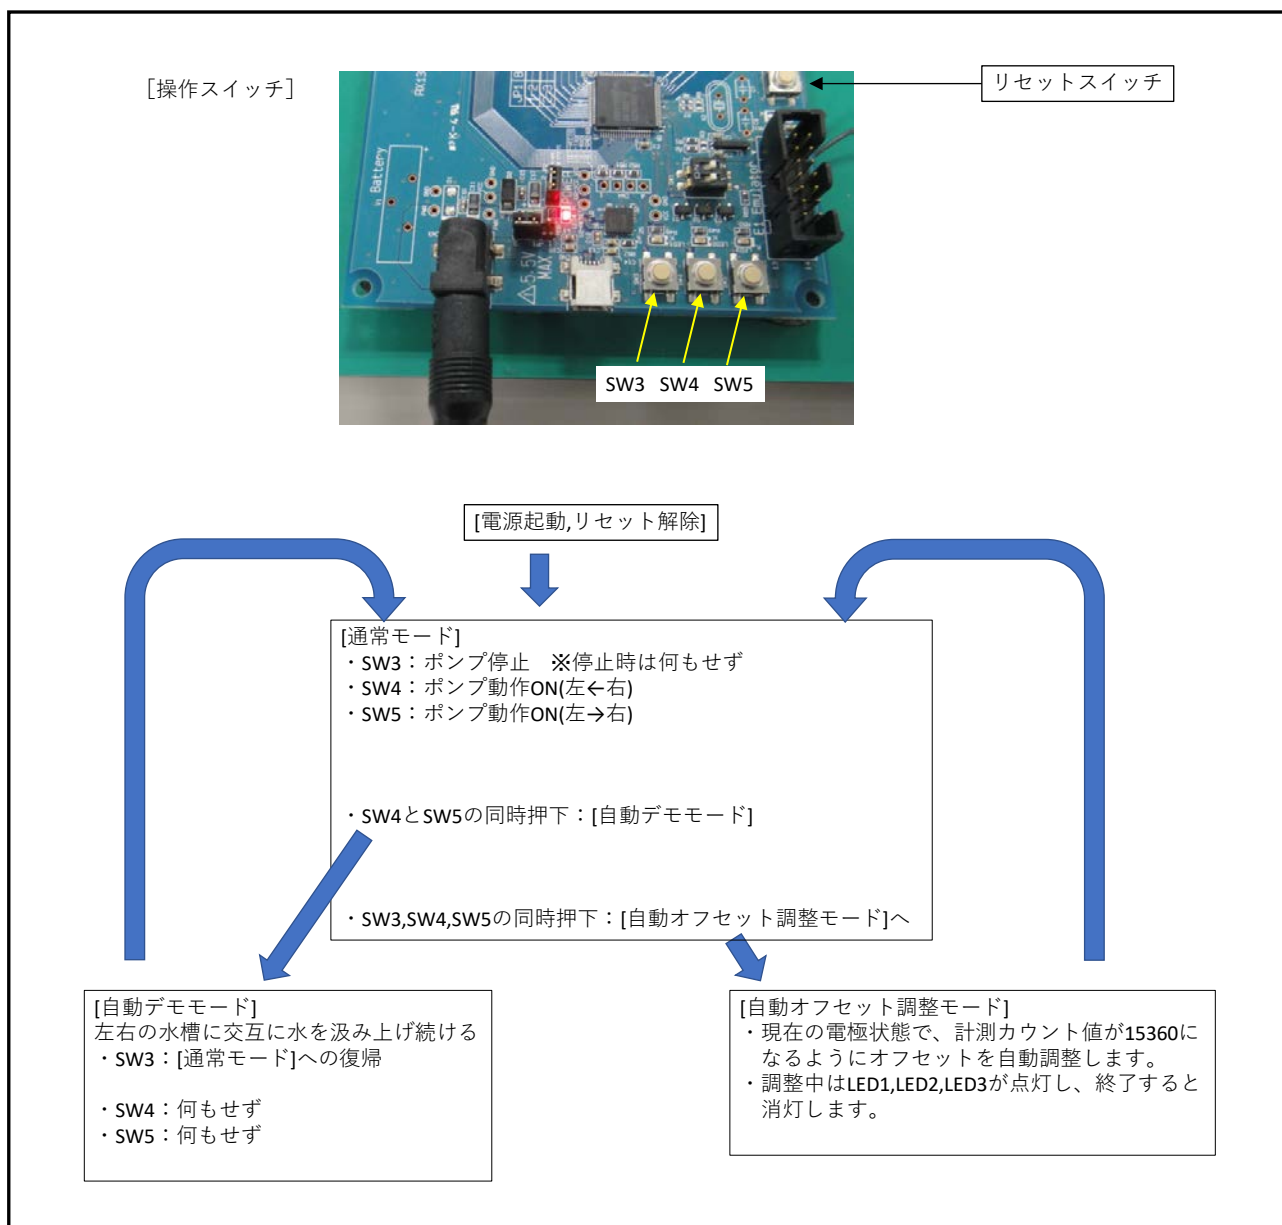 ［操作スイッチ］
リセットスイッチ
JP1
Battery
E1 Emulator
⚠5.5V
MAX
SW3 SW4 SW5
[電源起動,リセット解除]
[通常モード]
・SW3：ポンプ停止　※停止時は何もせず
・SW4：ポンプ動作ON(左←右)
・SW5：ポンプ動作ON(左→右)
・SW4とSW5の同時押下：[自動デモモード]
・SW3,SW4,SW5の同時押下：[自動オフセット調整モード]へ
[自動デモモード]
左右の水槽に交互に水を汲み上げ続ける
・SW3：[通常モード]への復帰
・SW4：何もせず
・SW5：何もせず
[自動オフセット調整モード]
・現在の電極状態で、計測カウント値が15360に
なるようにオフセットを自動調整します。
・調整中はLED1,LED2,LED3が点灯し、終了すると
消灯します。